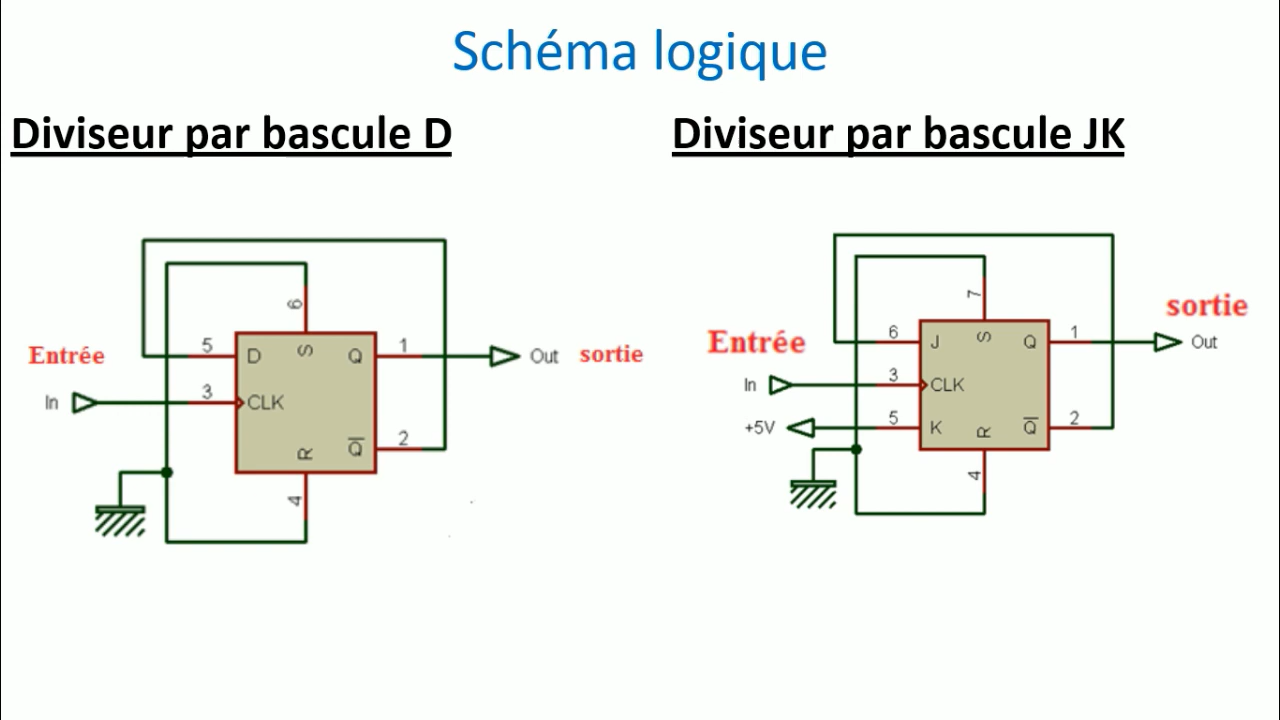 Schéma logique
Diviseur par bascule D
Diviseur par bascule JK
Entrée
In
5
3
D
CLK
S
6
R
4
Q
Q̅
1
2
Out
sortie
Entrée
In
+5V
6
3
5
J
CLK
K
S
7
R
4
Q
Q̅
1
2
sortie
Out